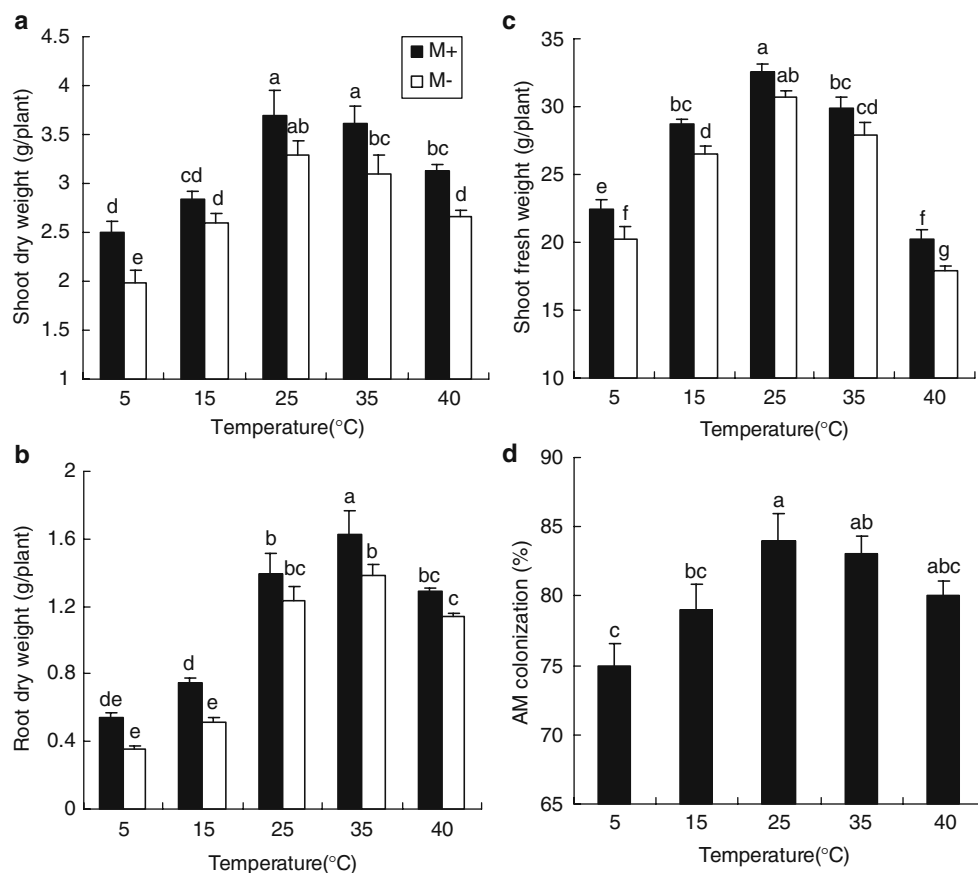 a
Shoot dry weight (g/plant)
4.5
4
3.5
3
2.5
2
1.5
1
M+
M-
d
e
cd
d
a
ab
a
bc
bc
d
5 15 25 35 40
Temperature(°C)
b
Root dry weight (g/plant)
2
1.6
1.2
0.8
0.4
0
de
e
d
e
b
bc
a
b
bc
c
5 15 25 35 40
Temperature(°C)
c
Shoot fresh weight (g/plant)
35
30
25
20
15
10
e
f
bc
d
a
ab
bc
cd
f
g
5 15 25 35 40
Temperature(°C)
d
AM colonization (%)
90
85
80
75
70
65
c
bc
a
ab
abc
5 15 25 35 40
Temperature(°C)